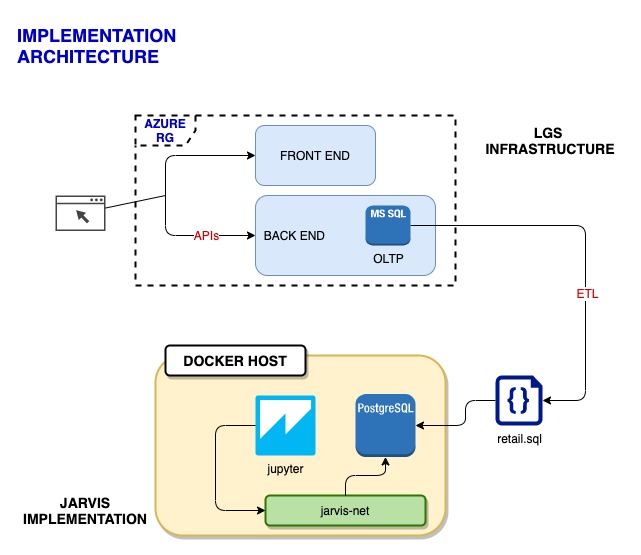 IMPLEMENTATION
ARCHITECTURE
AZURE
RG
LGS
INFRASTRUCTURE
FRONT END
MS SQL
APIs
BACK END
OLTP
ETL
DOCKER HOST
PostgreSQL
{}
retail.sql
jupyter
JARVIS
IMPLEMENTATION
jarvis-net